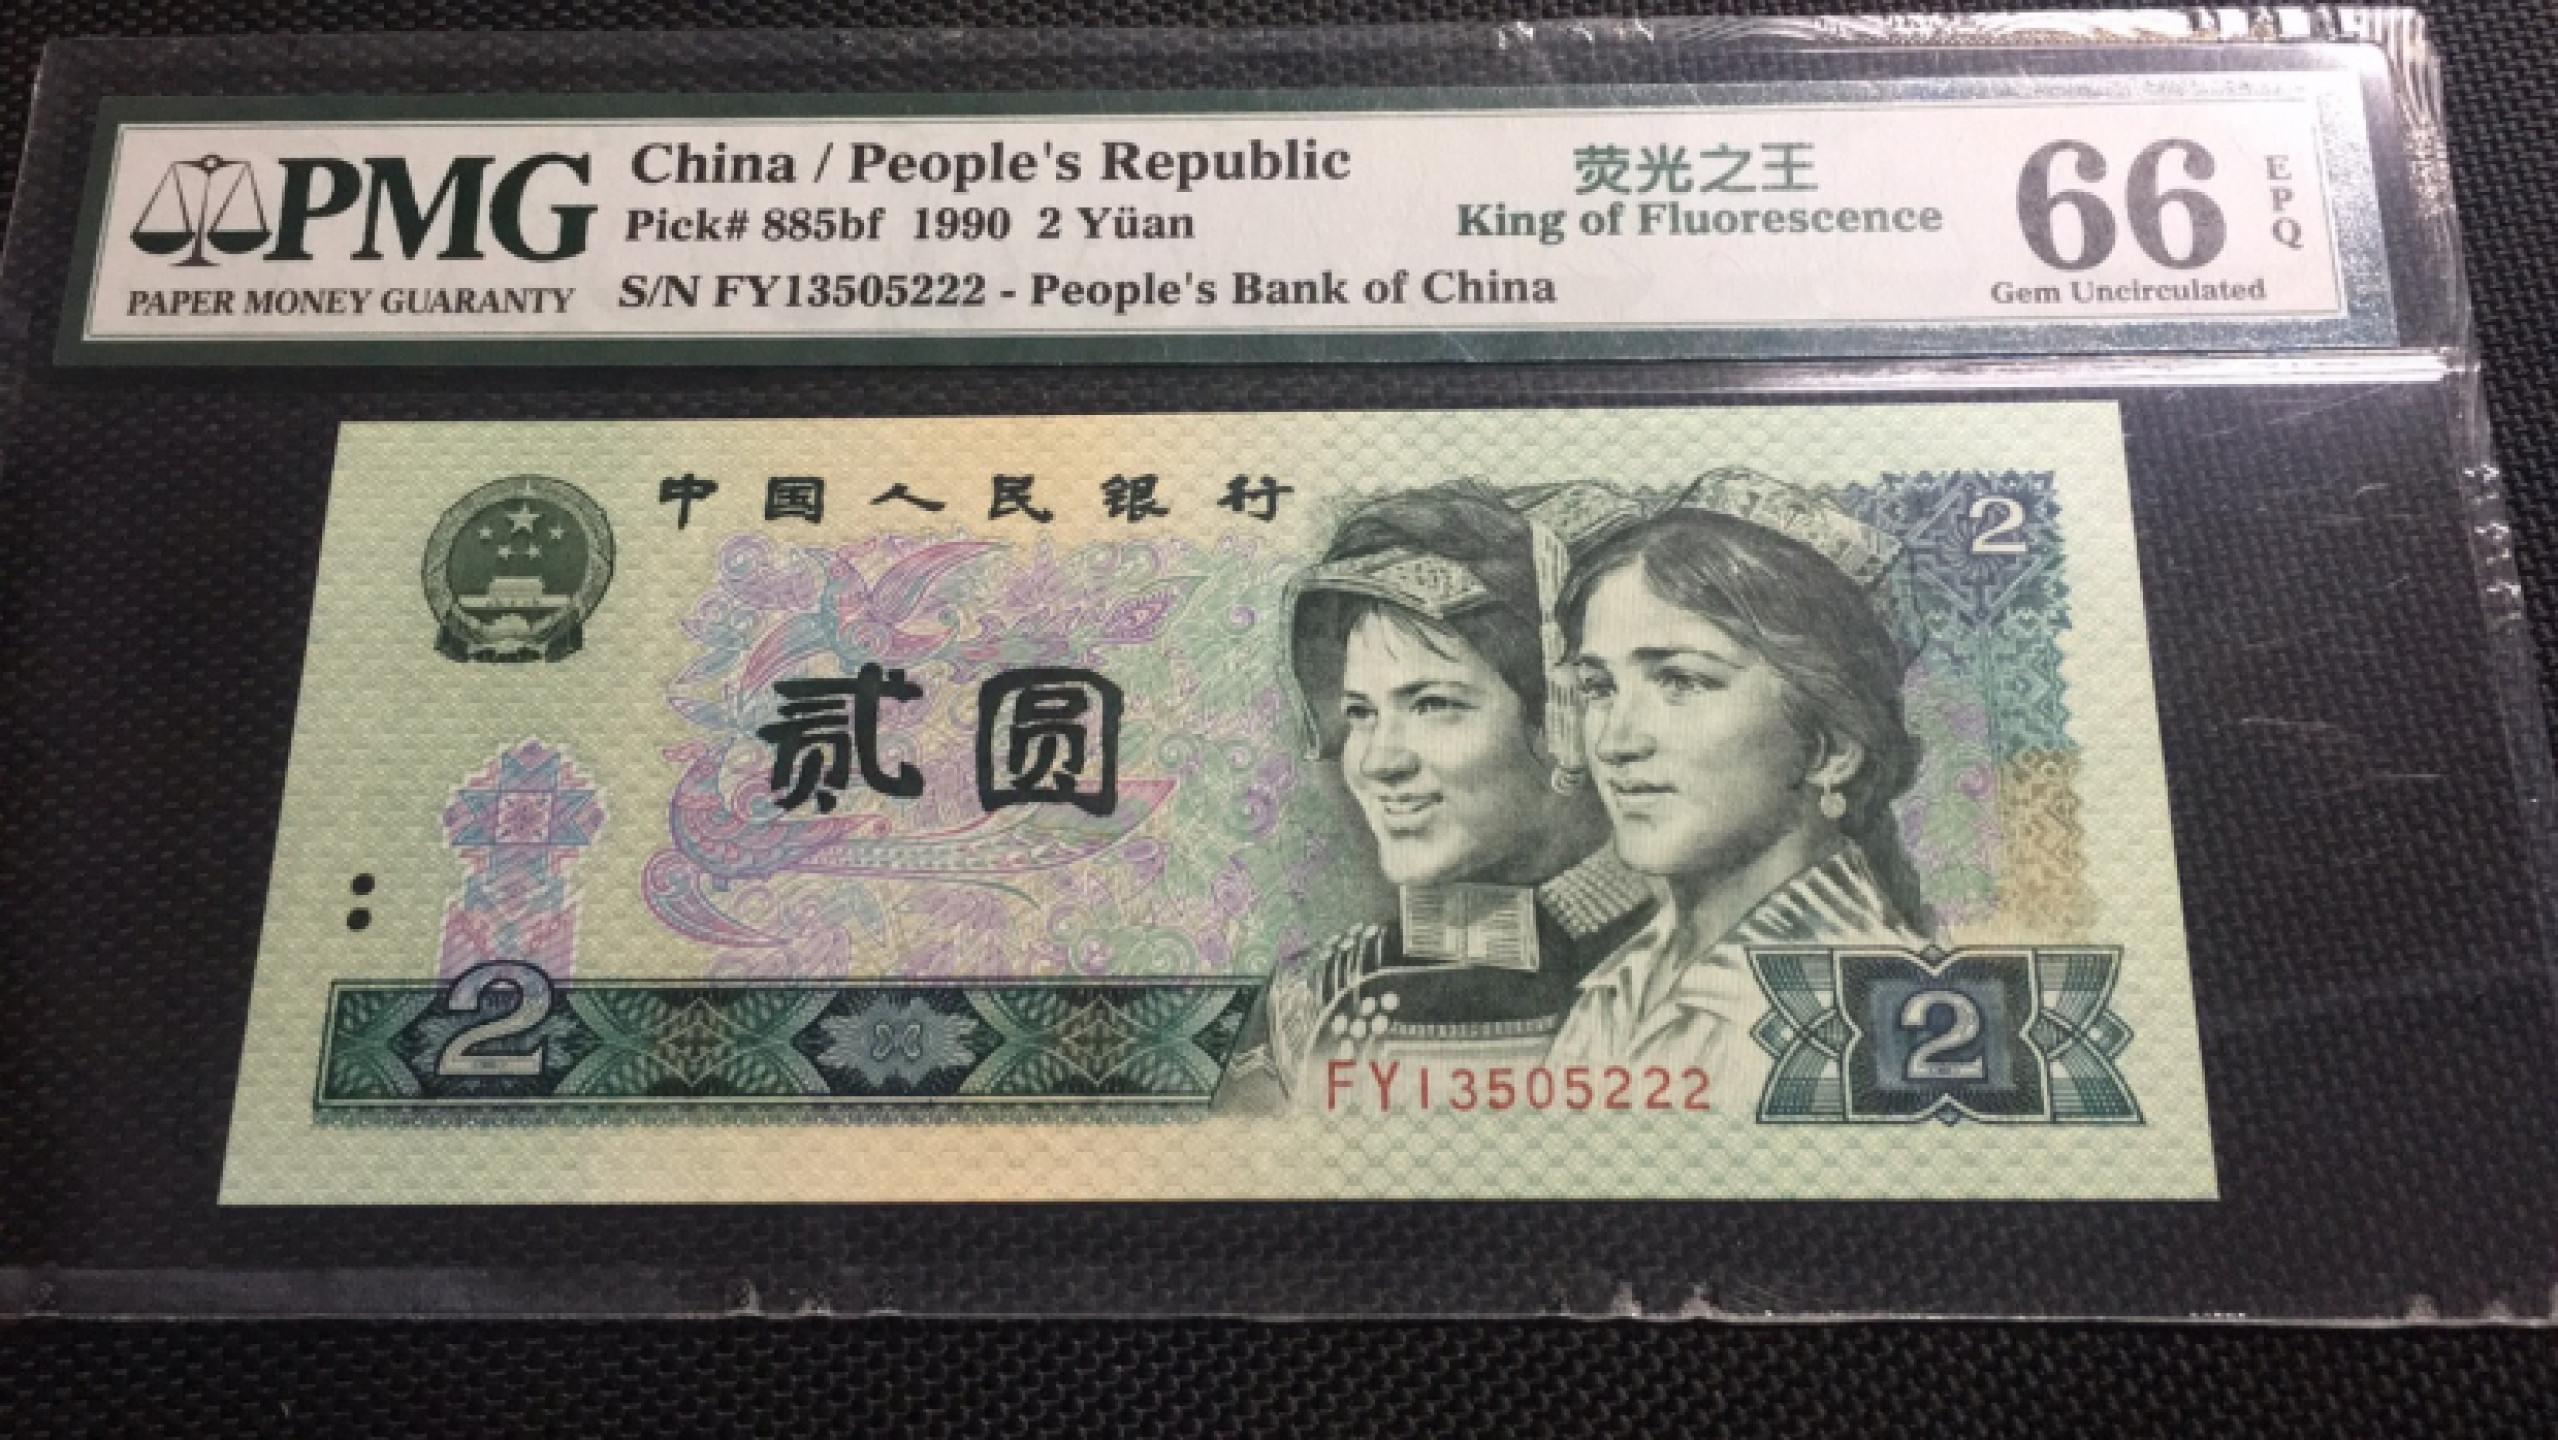 PMG
PAPER MONEY GUARANTY
China / People's Republic
Pick# 885bf 1990 2 Yüan
S/N FY13505222 - People's Bank of China
荧光之王
King of Fluorescence
66
EPQ
Gem Uncirculated
中国人民银行
2
贰圆
2
2
FY13505222